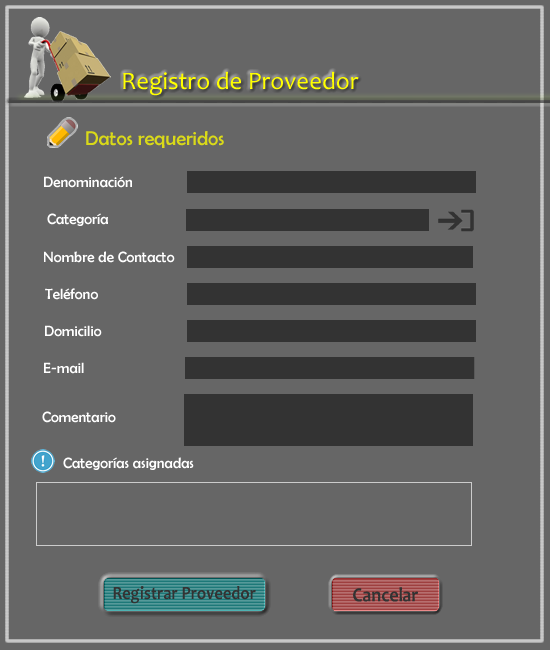 Registro de Proveedor
Datos requeridos
Denominación
Categoría
Nombre de Contacto
Teléfono
Domicilio
E-mail
Comentario
! Categorías asignadas
Registrar Proveedor Cancelar